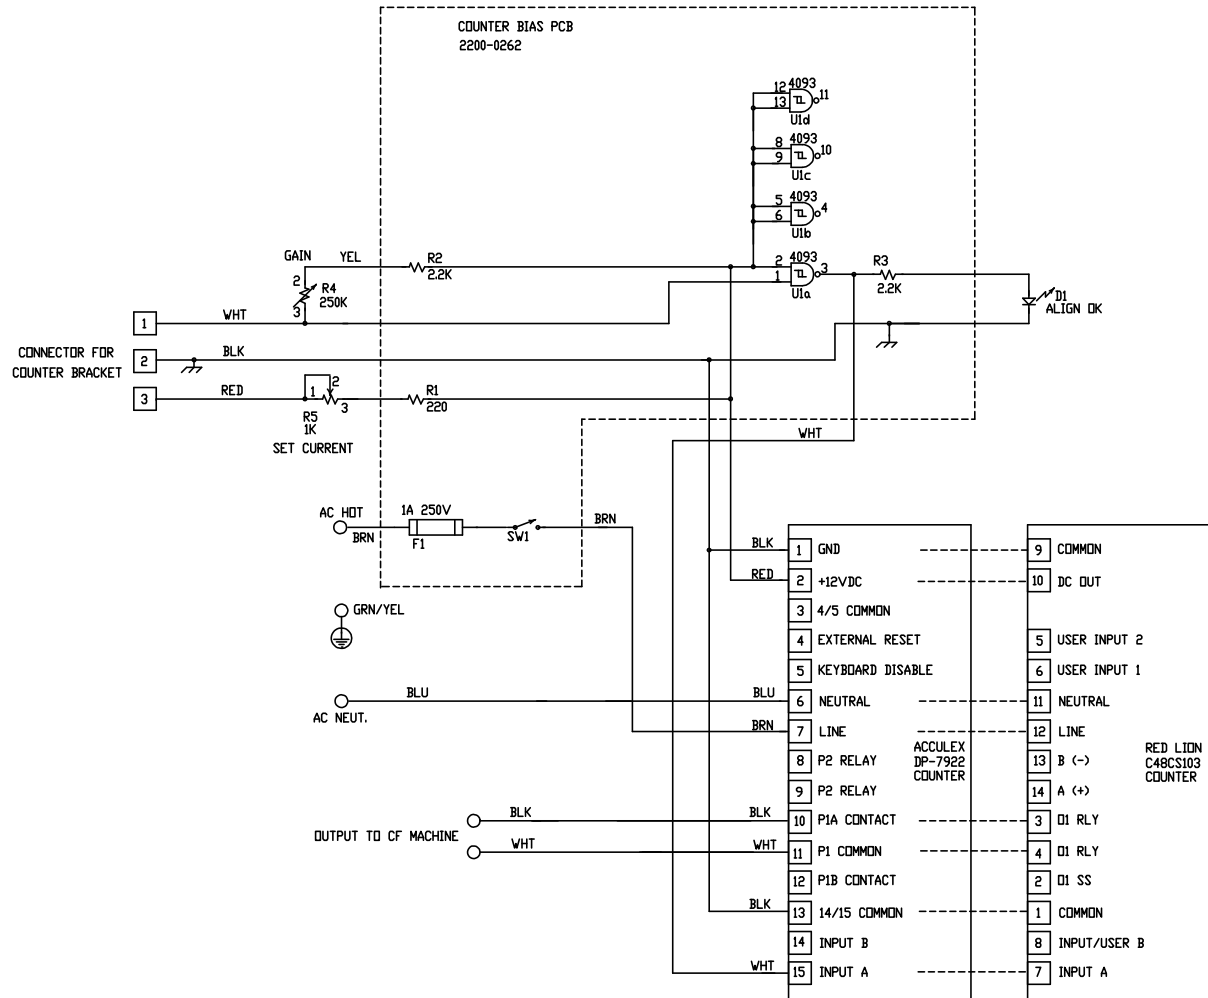 COUNTER BIAS PCB
2200-0262
12 4093 11
13
U1d
4093
8 10
9
U1c
4093
5 4
6
U1b
GAIN YEL R2
2.2K
2 4093 3
1
U1a
R3
2.2K
2 R4
250K
3
D1
ALIGN OK
1 WHT
CONNECTOR FOR
COUNTER BRACKET
2 BLK
3 RED
1 2 3
R5
1K
SET CURRENT
R1
220
WHT
AC HOT
BRN
1A 250V
F1
SW1
BRN
GRN/YEL
AC NEUT.
BLU
BLK 1 GND
RED 2 +12VDC
3 4/5 COMMON
4 EXTERNAL RESET
5 KEYBOARD DISABLE
BLU 6 NEUTRAL
BRN 7 LINE
8 P2 RELAY
9 P2 RELAY
BLK 10 P1A CONTACT
WHT 11 P1 COMMON
12 P1B CONTACT
BLK 13 14/15 COMMON
14 INPUT B
WHT 15 INPUT A
ACCULEX
DP-7922
COUNTER
OUTPUT TO CF MACHINE
BLK
WHT
9 COMMON
10 DC OUT
5 USER INPUT 2
6 USER INPUT 1
11 NEUTRAL
12 LINE
13 B (-)
14 A (+)
3 O1 RLY
4 O1 RLY
2 O1 SS
1 COMMON
8 INPUT/USER B
7 INPUT A
RED LION
C48CS103
COUNTER